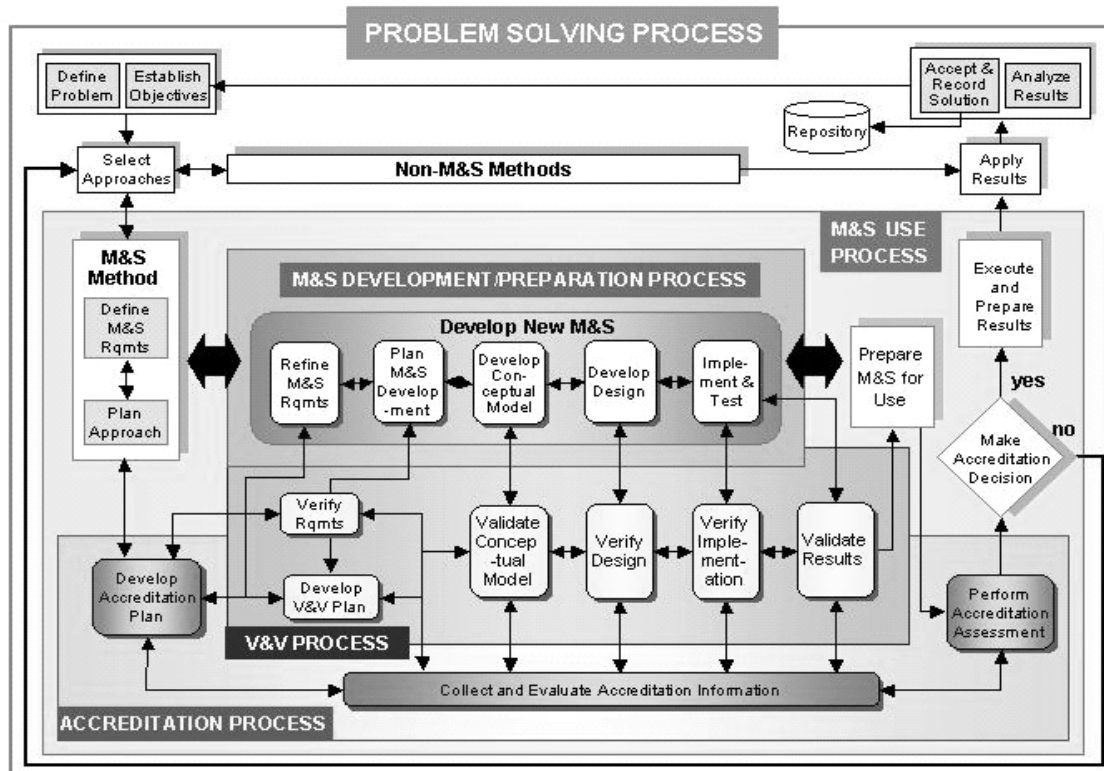 PROBLEM SOLVING PROCESS
Define
Problem
Establish
Objectives
Accept &
Record
Solution
Analyze
Results
Repository
Select
Approaches
Non-M&S Methods
Apply
Results
M&S USE
PROCESS
M&S
Method
Define
M&S
Rqmts
Plan
Approach
M&S DEVELOPMENT/PREPARATION PROCESS
Develop New M&S
Refine
M&S
Rqmts
Plan
M&S
Develop
-ment
Develop
Con-
ceptual
Model
Develop
Design
Imple-
ment &
Test
Prepare
M&S for
Use
Execute
and
Prepare
Results
yes
no
Make
Accreditation
Decision
Verify
Rqmts
Develop
V&V Plan
Validate
Concep
-tual
Model
Verify
Design
Verify
Imple-
ment-
ation
Validate
Results
V&V PROCESS
Develop
Accreditation
Plan
Perform
Accreditation
Assessment
Collect and Evaluate Accreditation Information
ACCREDITATION PROCESS